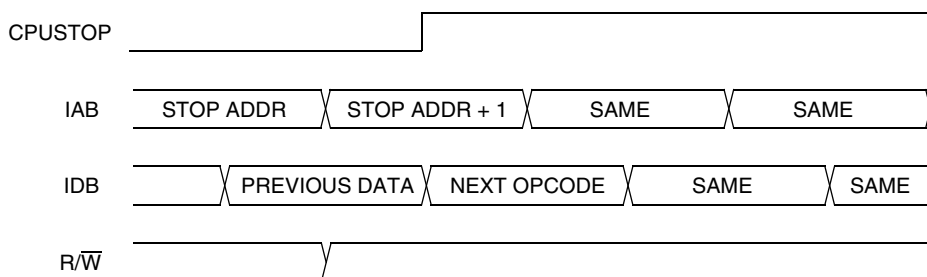 CPUSTOP
IAB STOP ADDR STOP ADDR + 1 SAME SAME
IDB PREVIOUS DATA NEXT OPCODE SAME SAME
R/W̅